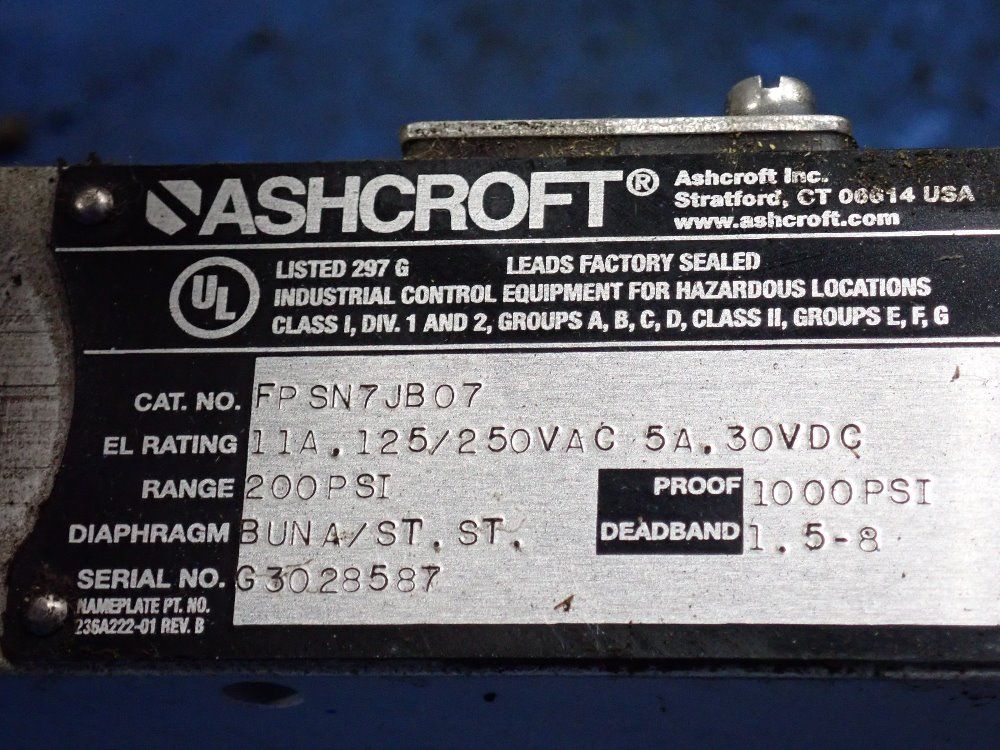 ASHCROFT® Ashcroft Inc.
Stratford, CT 06614 USA
www.ashcroft.com
UL LISTED 297 G LEADS FACTORY SEALED
INDUSTRIAL CONTROL EQUIPMENT FOR HAZARDOUS LOCATIONS
CLASS I, DIV. 1 AND 2, GROUPS A, B, C, D, CLASS II, GROUPS E, F, G
CAT. NO. FPSN7JB07
EL RATING 11A, 125/250VAC 5A, 30VDC
RANGE 200PSI PROOF 1000PSI
DIAPHRAGM BUNA/ST. ST. DEADBAND 1.5-8
SERIAL NO. G3028587
NAMEPLATE PT. NO.
236A222-01 REV. B